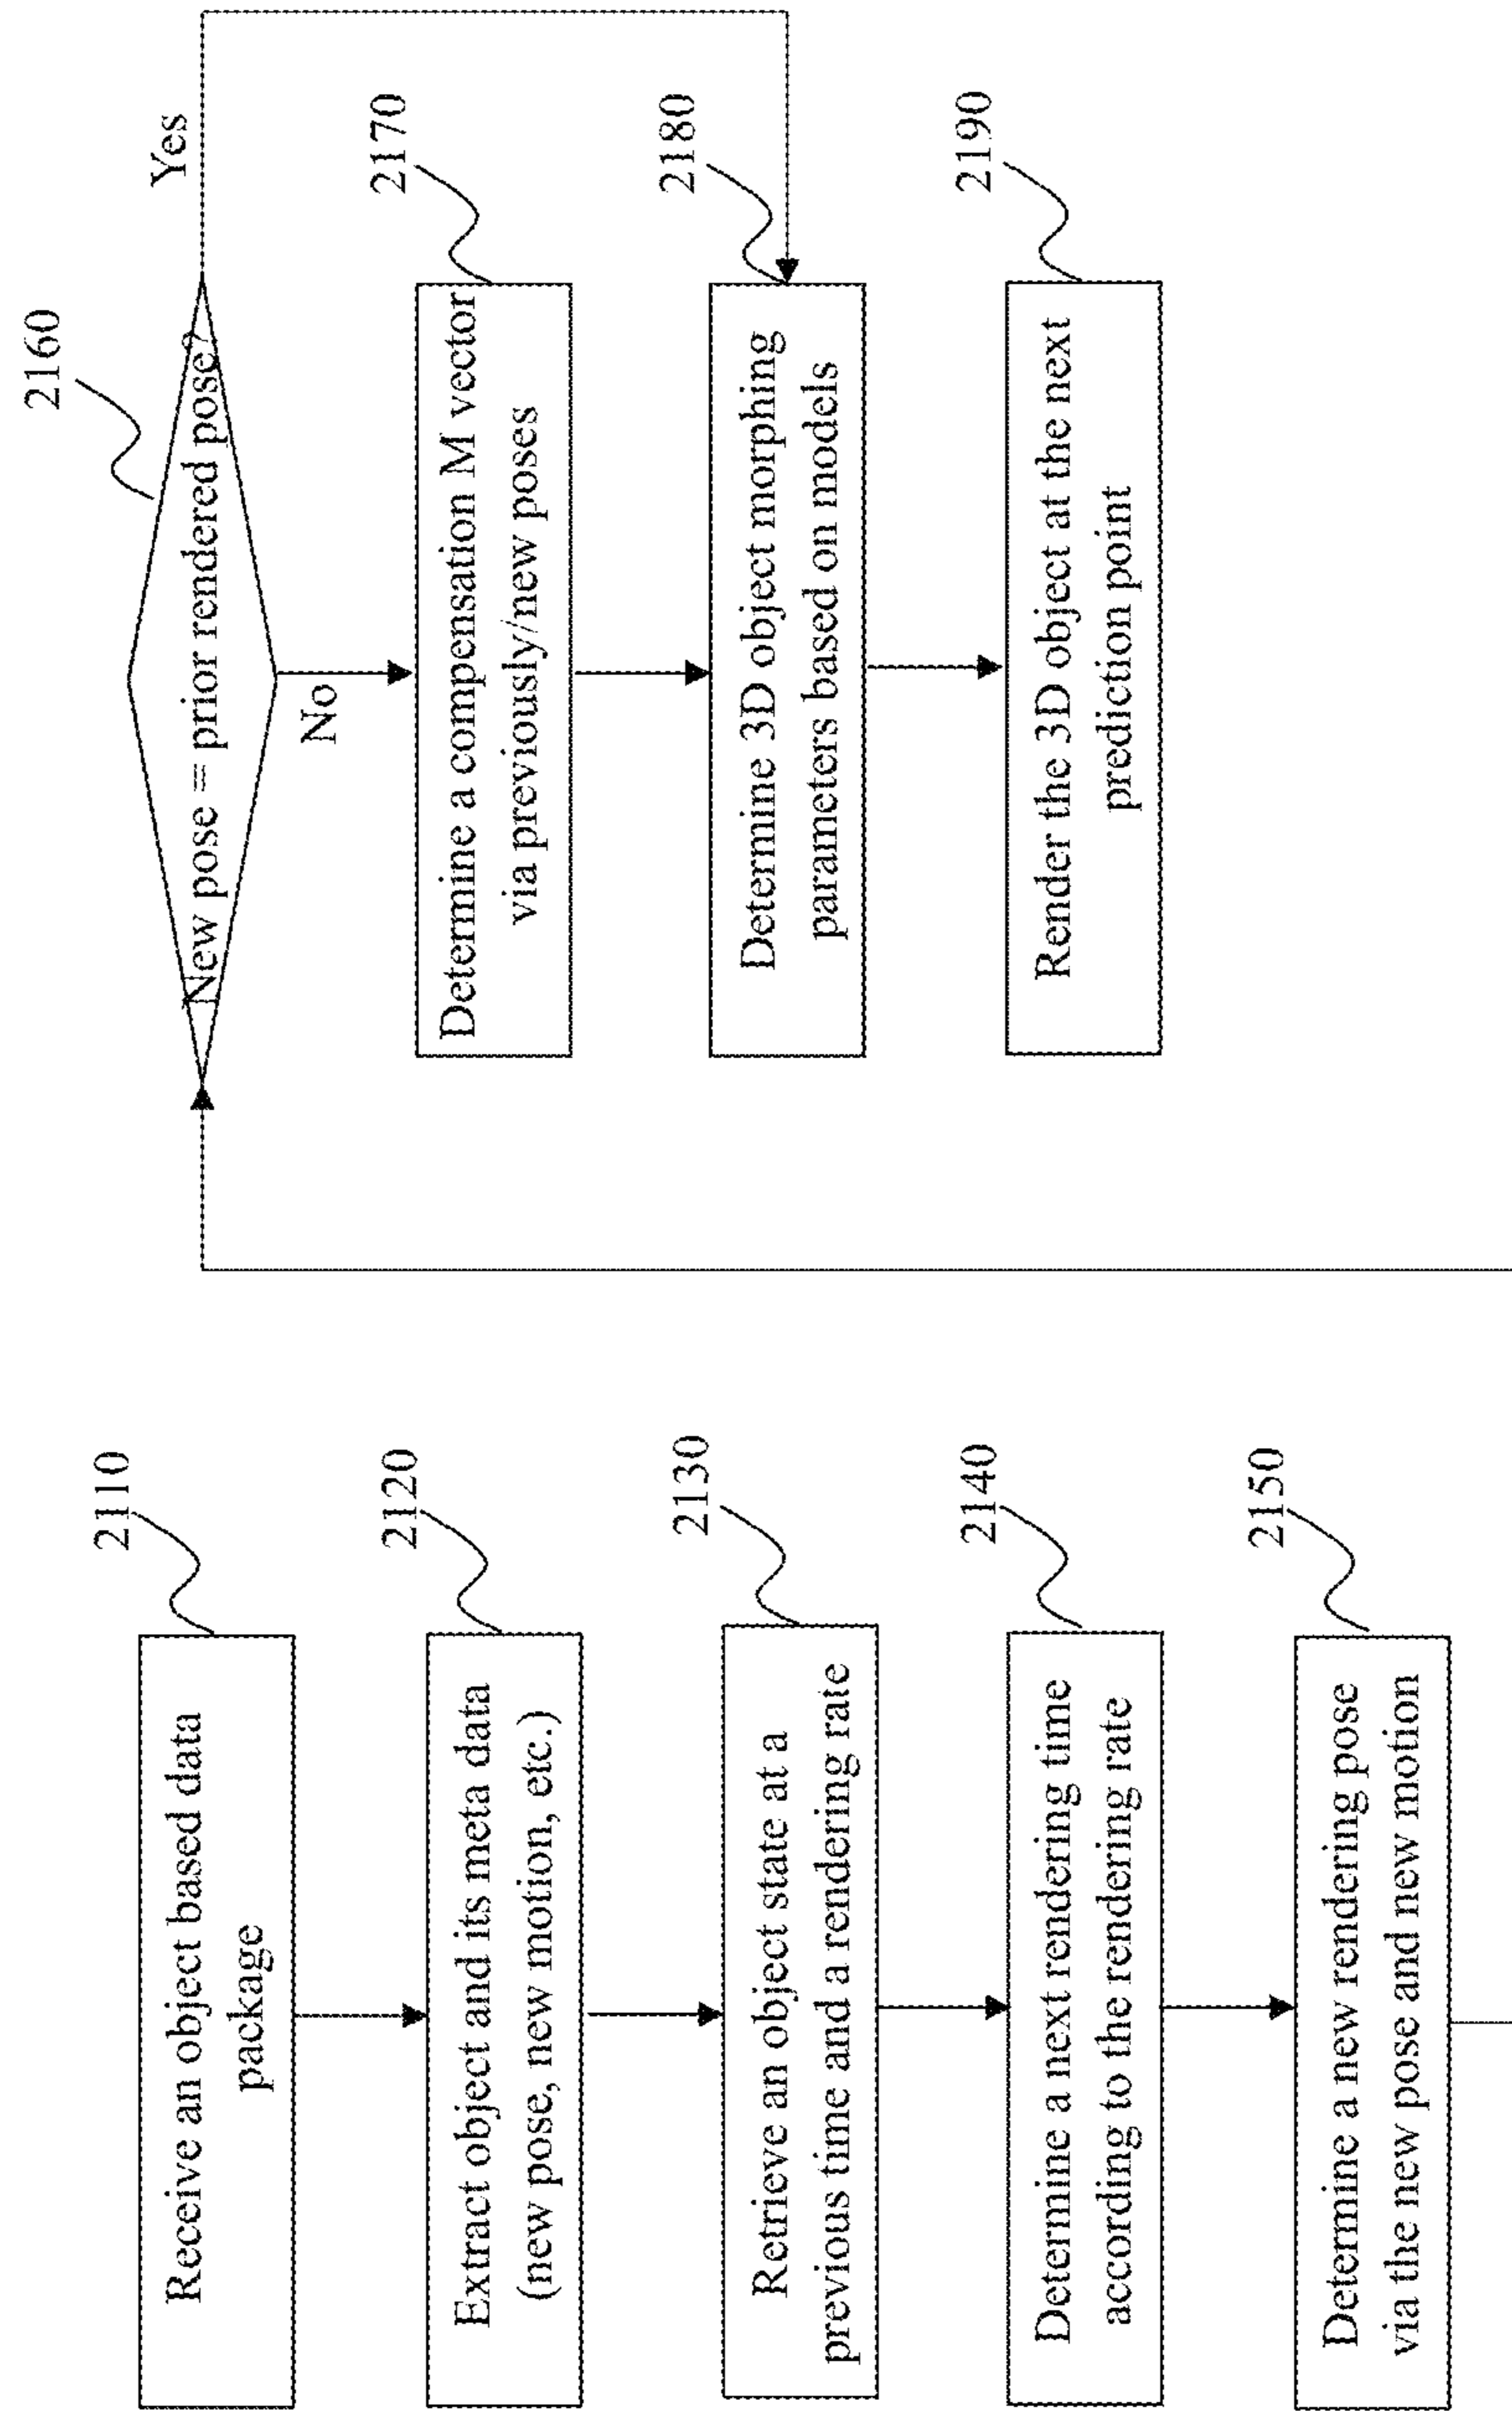 2110
Receive an object based data
package
2120
Extract object and its meta data
(new pose, new motion, etc.)
2130
Retrieve an object state at a
previous time and a rendering rate
2140
Determine a next rendering time
according to the rendering rate
2150
Determine a new rendering pose
via the new pose and new motion
2160
New pose = prior rendered pose?
Yes
No
2170
Determine a compensation M vector
via previously/new poses
2180
Determine 3D object morphing
parameters based on models
2190
Render the 3D object at the next
prediction point